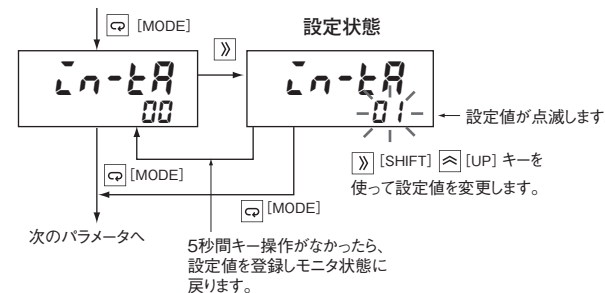 [MODE]
設定状態
in-tA
00
in-tA
01
設定値が点滅します
[SHIFT] [UP] キーを
使って設定値を変更します。
[MODE]
[MODE]
次のパラメータへ
5秒間キー操作がなかったら、
設定値を登録しモニタ状態に
戻ります。